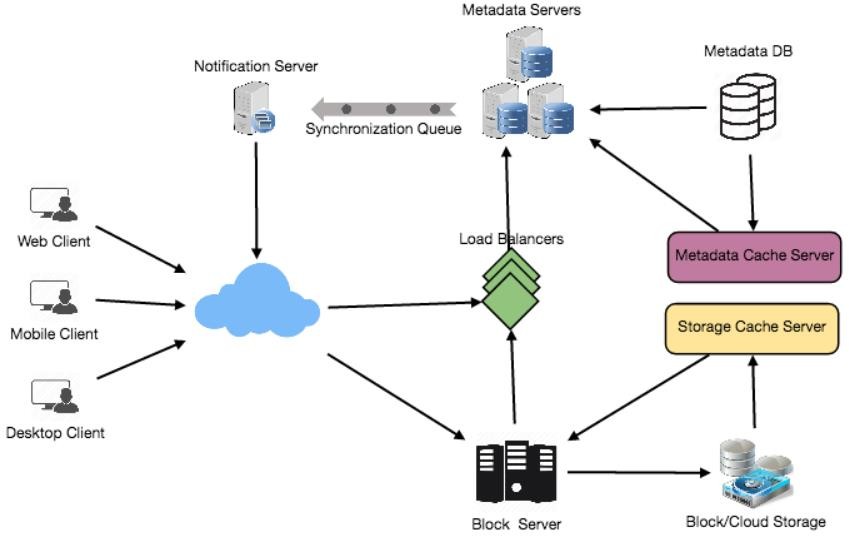 Metadata Servers
Metadata DB
Notification Server
Synchronization Queue
Web Client
Load Balancers
Metadata Cache Server
Mobile Client
Storage Cache Server
Desktop Client
Block Server
Block/Cloud Storage